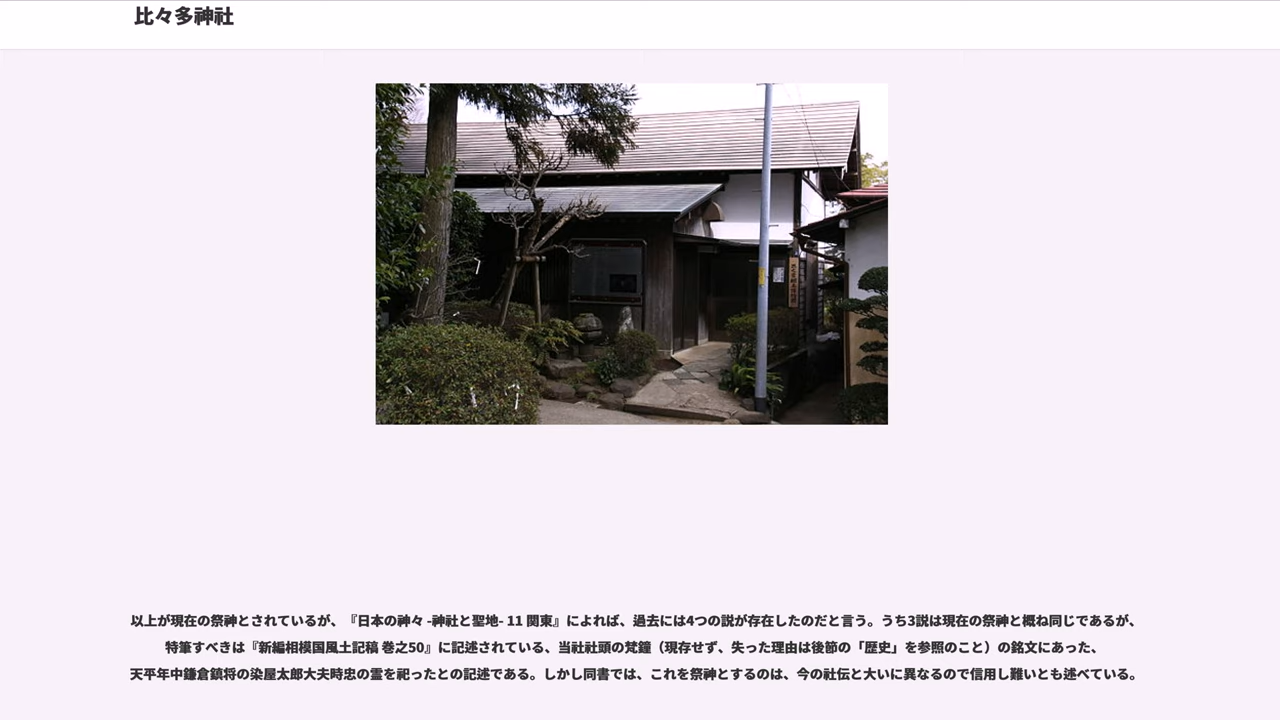 比々多神社
以上が現在の祭神とされているが、『日本の神々 -神社と聖地- 11 関東』によれば、過去には4つの説が存在したのだと言う。うち3説は現在の祭神と概ね同じであるが、
特筆すべきは『新編相模国風土記稿 巻之50』に記述されている、当社社頭の梵鐘（現存せず、失った理由は後節の「歴史」を参照のこと）の銘文にあった、
天平年中鎌倉鎮将の染屋太郎大夫時忠の霊を祀ったとの記述である。しかし同書では、これを祭神とするのは、今の社伝と大いに異なるので信用し難いとも述べている。